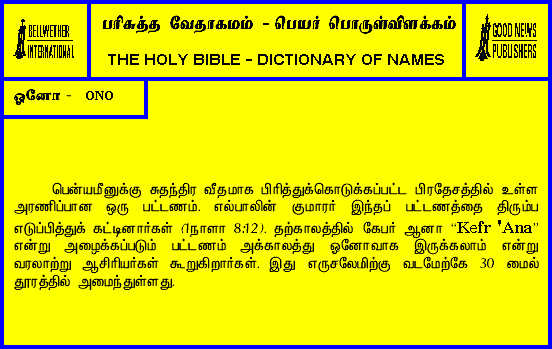 BELLWETHER
INTERNATIONAL
பரிசுத்த வேதாகமம் - பெயர் பொருள்விளக்கம்
THE HOLY BIBLE - DICTIONARY OF NAMES
GOOD NEWS
PUBLISHERS
ஓனோ - ONO
பென்யமீனுக்கு சுதந்திர வீதமாக பிரித்துக்கொடுக்கப்பட்ட பிரதேசத்தில் உள்ள
அரணிப்பான ஒரு பட்டணம். எல்பாலின் குமாரர் இந்தப் பட்டணத்தை திரும்ப
எடுப்பித்துக் கட்டினார்கள் (1நாளா 8:12). தற்காலத்தில் கேபர் ஆனா “Kefr 'Ana”
என்று அழைக்கப்படும் பட்டணம் அக்காலத்து ஓனோவாக இருக்கலாம் என்று
வரலாற்று ஆசிரியர்கள் கூறுகிறார்கள். இது எருசலேமிற்கு வடமேற்கே 30 மைல்
தூரத்தில் அமைந்துள்ளது.